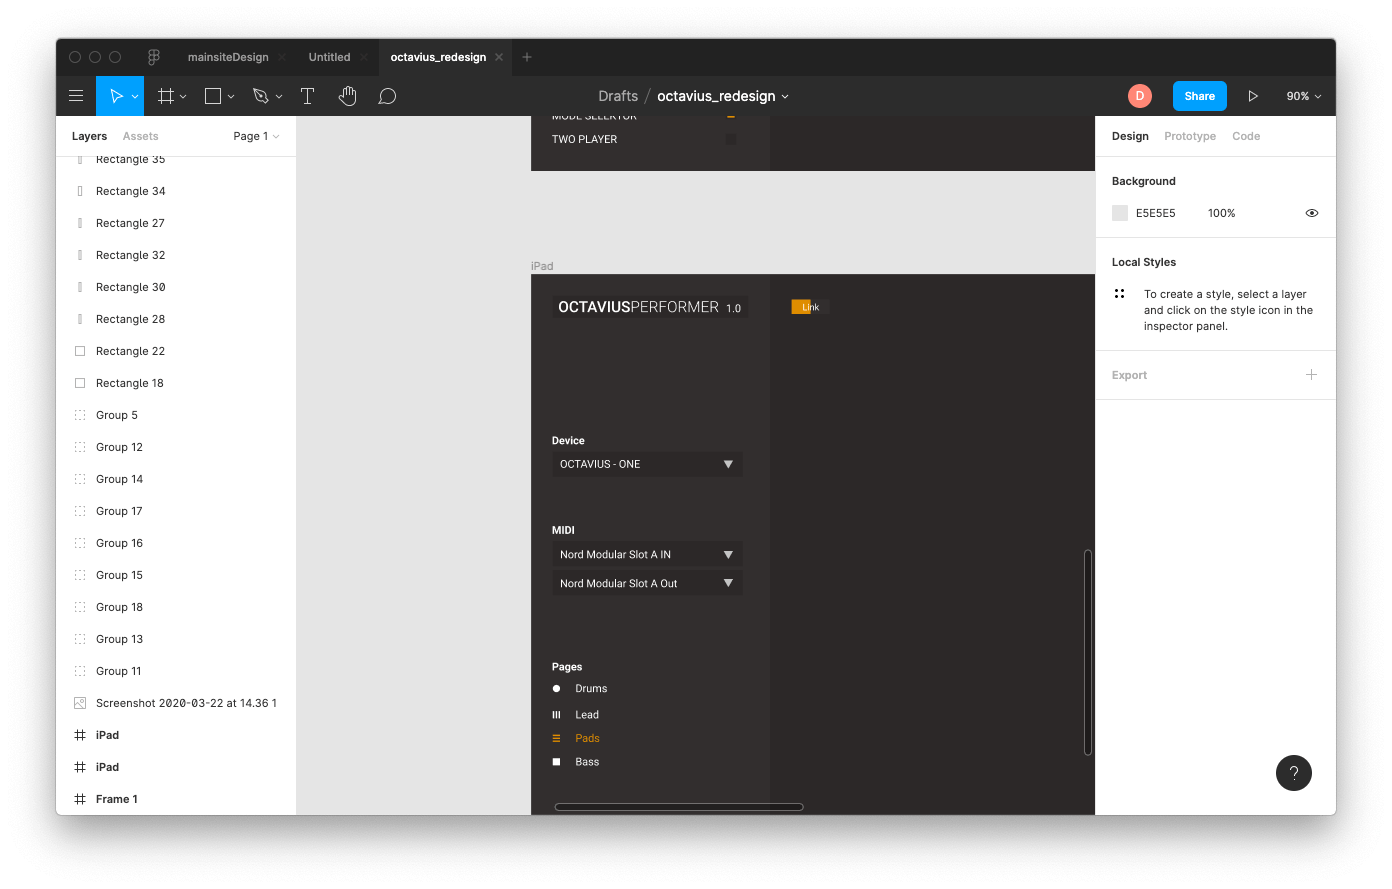 mainsiteDesign
Untitled
octavius_redesign
Drafts / octavius_redesign
D
Share
90%
Layers
Assets
Page 1
Rectangle 35
Rectangle 34
Rectangle 27
Rectangle 32
Rectangle 30
Rectangle 28
Rectangle 22
Rectangle 18
Group 5
Group 12
Group 14
Group 17
Group 16
Group 15
Group 18
Group 13
Group 11
Screenshot 2020-03-22 at 14.36 1
iPad
iPad
Frame 1
MODE SELEKTOR
TWO PLAYER
iPad
OCTAVIUSPERFORMER 1.0
Link
Device
OCTAVIUS - ONE
MIDI
Nord Modular Slot A IN
Nord Modular Slot A Out
Pages
Drums
Lead
Pads
Bass
Design
Prototype
Code
Background
E5E5E5
100%
Local Styles
To create a style, select a layer
and click on the style icon in the
inspector panel.
Export
?